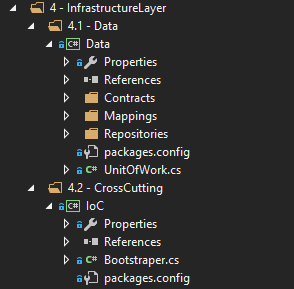 4 - InfrastructureLayer
4.1 - Data
C# Data
Properties
References
Contracts
Mappings
Repositories
packages.config
C# UnitOfWork.cs
4.2 - CrossCutting
C# IoC
Properties
References
C# Bootstraper.cs
packages.config